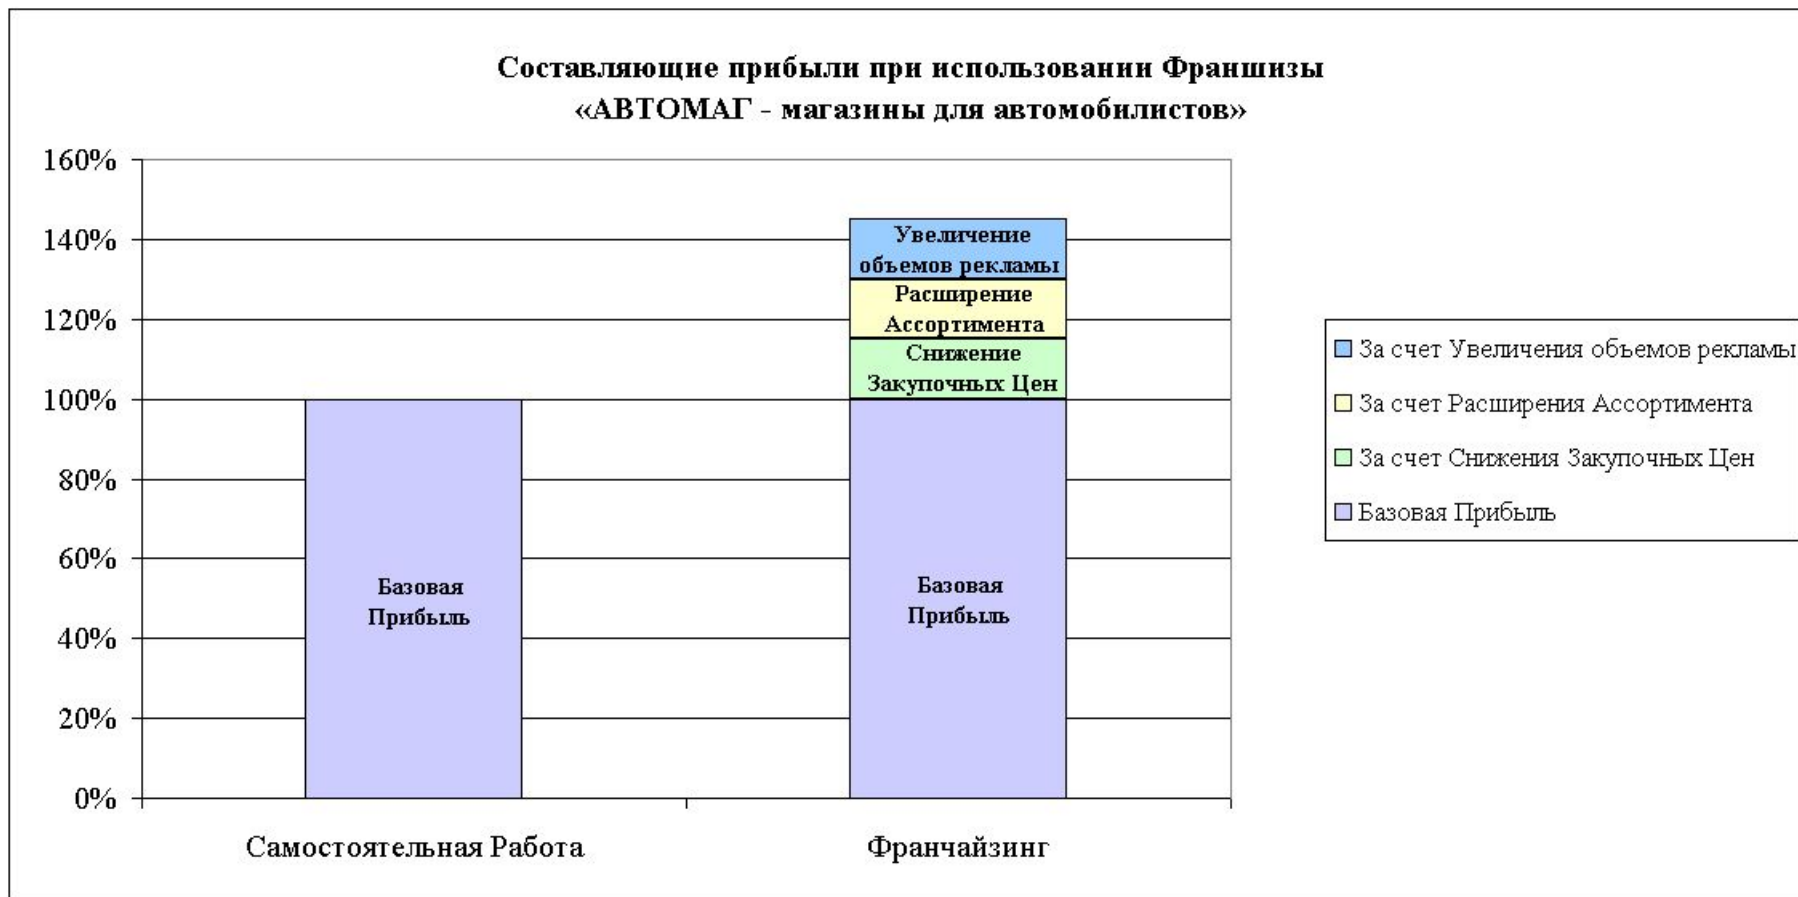 Составляющие прибыли при использовании Франшизы
«АВТОМАГ - магазины для автомобилистов»
160%
140%
120%
100%
80%
60%
40%
20%
0%
Базовая
Прибыль
Увеличение
объемов рекламы
Расширение
Ассортимента
Снижение
Закупочных Цен
Базовая
Прибыль
Самостоятельная Работа
Франчайзинг
За счет Увеличения объемов рекламы
За счет Расширения Ассортимента
За счет Снижения Закупочных Цен
Базовая Прибыль